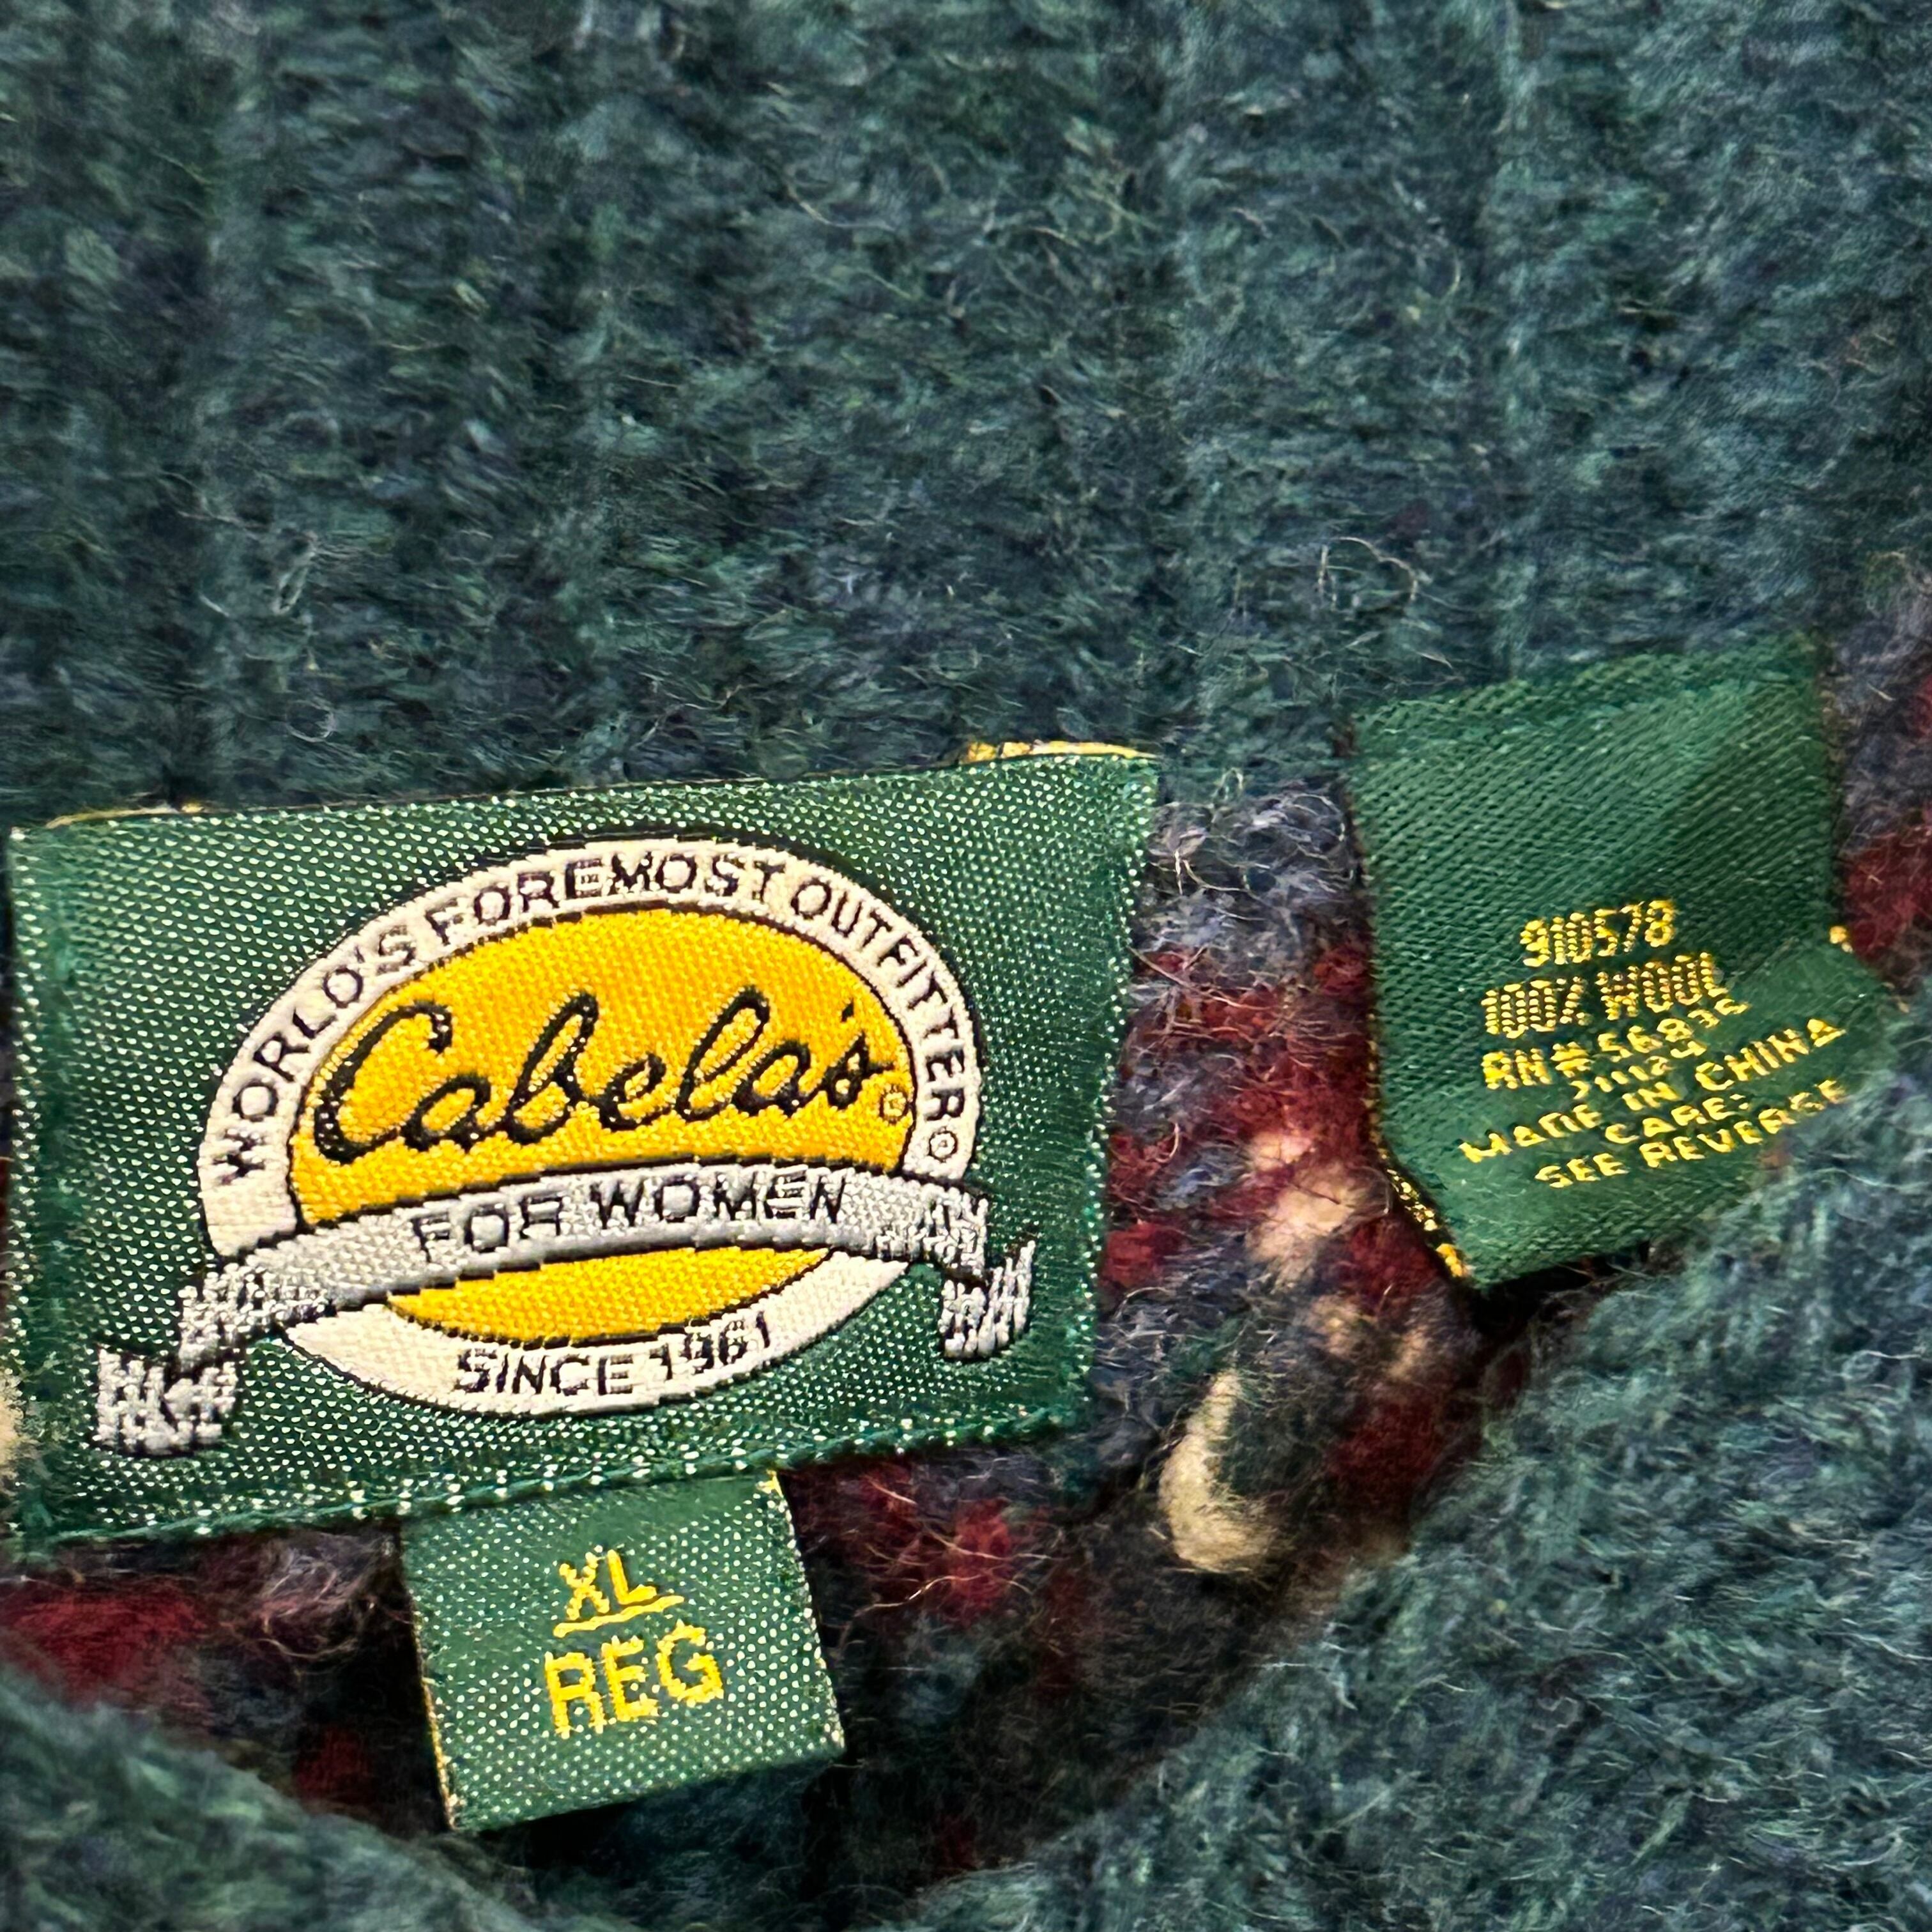 WORLD'S FOREMOST OUTFITTER®
Cabela's®
FOR WOMEN
SINCE 1961
XL
REG
910578
100% WOOL
RN#
MADE IN CHINA
CARE:
SEE REVERSE